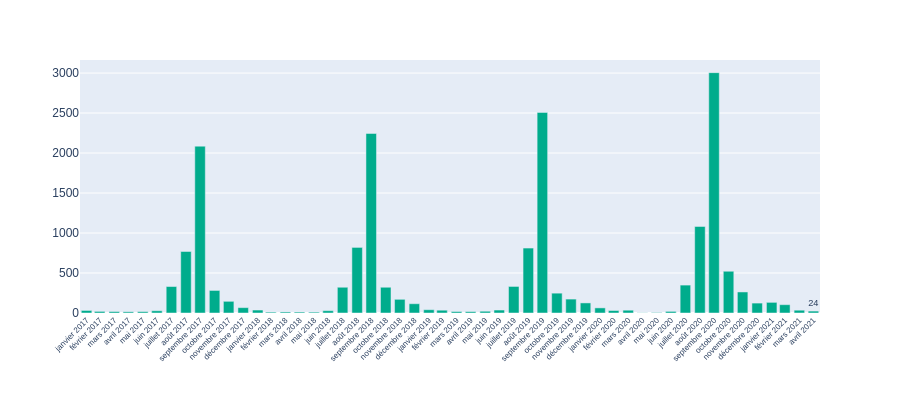 3000
2500
2000
1500
1000
500
0
24
janvier 2017
février 2017
mars 2017
avril 2017
mai 2017
juin 2017
juillet 2017
août 2017
septembre 2017
octobre 2017
novembre 2017
décembre 2017
janvier 2018
février 2018
mars 2018
avril 2018
mai 2018
juin 2018
juillet 2018
août 2018
septembre 2018
octobre 2018
novembre 2018
décembre 2018
janvier 2019
février 2019
mars 2019
avril 2019
mai 2019
juin 2019
juillet 2019
août 2019
septembre 2019
octobre 2019
novembre 2019
décembre 2019
janvier 2020
février 2020
mars 2020
avril 2020
mai 2020
juin 2020
juillet 2020
août 2020
septembre 2020
octobre 2020
novembre 2020
décembre 2020
janvier 2021
février 2021
mars 2021
avril 2021